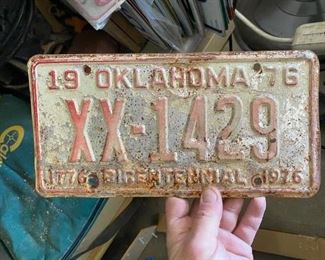 19 OKLAHOMA 76
XX-1429
1776 BICENTENNIAL 1976